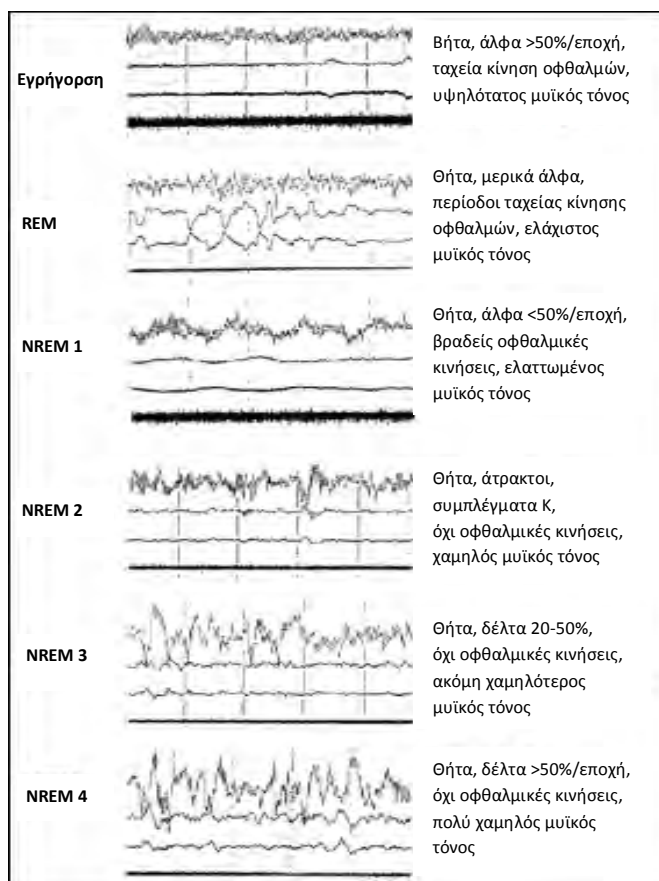 Εγρήγορση
Βήτα, άλφα >50%/εποχή,
ταχεία κίνηση οφθαλμών,
υψηλότατος μυϊκός τόνος
REM
Θήτα, μερικά άλφα,
περίοδοι ταχείας κίνησης
οφθαλμών, ελάχιστος
μυϊκός τόνος
NREM 1
Θήτα, άλφα <50%/εποχή,
βραδείς οφθαλμικές
κινήσεις, ελαττωμένος
μυϊκός τόνος
NREM 2
Θήτα, άτρακτοι,
συμπλέγματα Κ,
όχι οφθαλμικές κινήσεις,
χαμηλός μυϊκός τόνος
NREM 3
Θήτα, δέλτα 20-50%,
όχι οφθαλμικές κινήσεις,
ακόμη χαμηλότερος
μυϊκός τόνος
NREM 4
Θήτα, δέλτα >50%/εποχή,
όχι οφθαλμικές κινήσεις,
πολύ χαμηλός μυϊκός
τόνος